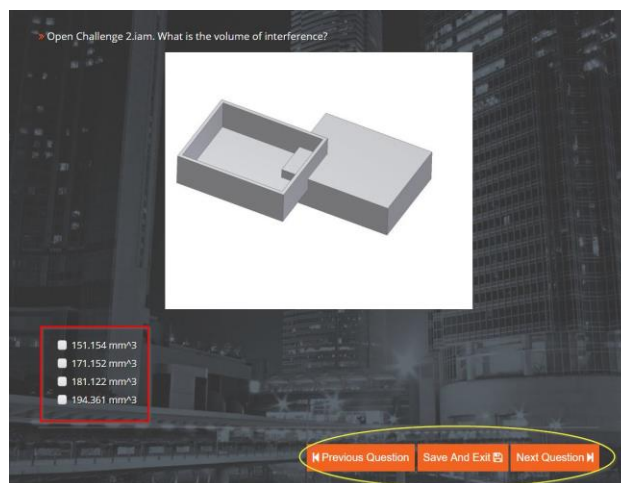 » Open Challenge 2.iam. What is the volume of interference?
151.154 mm^3
171.152 mm^3
181.122 mm^3
194.361 mm^3
Previous Question Save And Exit Next Question